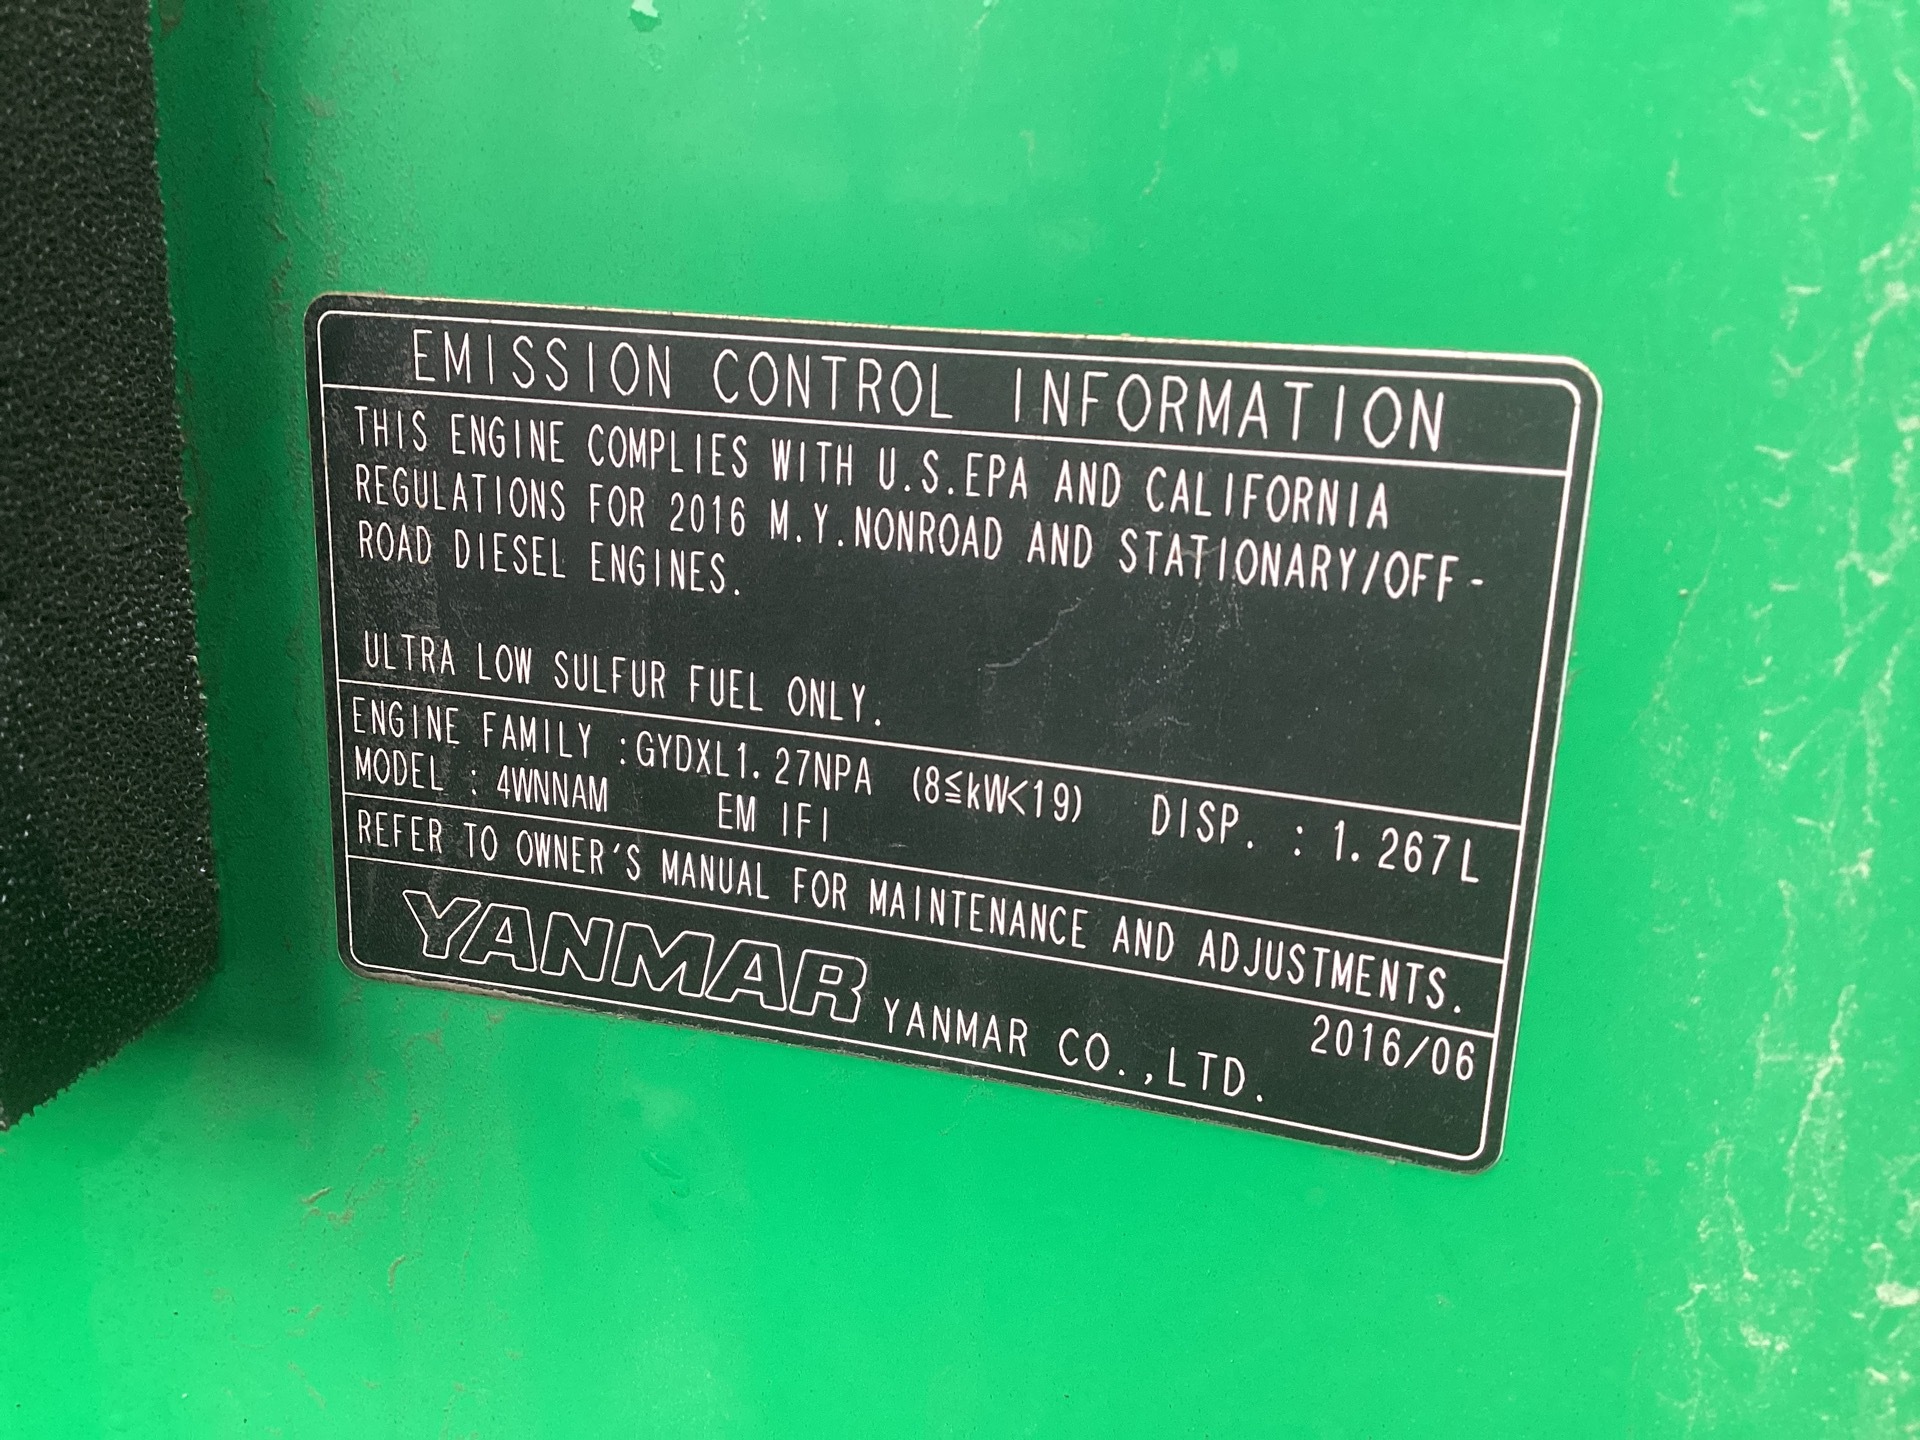 EMISSION CONTROL INFORMATION
THIS ENGINE COMPLIES WITH U.S.EPA AND CALIFORNIA
REGULATIONS FOR 2016 M.Y.NONROAD AND STATIONARY/OFF-
ROAD DIESEL ENGINES.
ULTRA LOW SULFUR FUEL ONLY.
ENGINE FAMILY :GYDXL1.27NPA (8≦kW<19) DISP. : 1.267L
MODEL : 4WNNAM EM IFI
REFER TO OWNER'S MANUAL FOR MAINTENANCE AND ADJUSTMENTS.
YANMAR YANMAR CO.,LTD. 2016/06